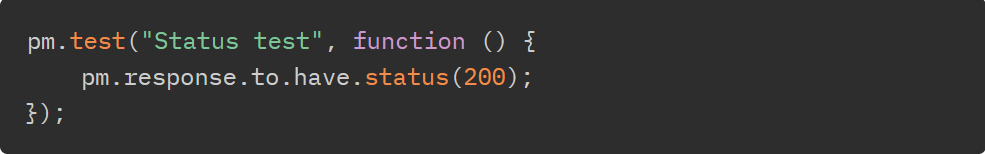 pm.test("Status test", function () {
    pm.response.to.have.status(200);
});